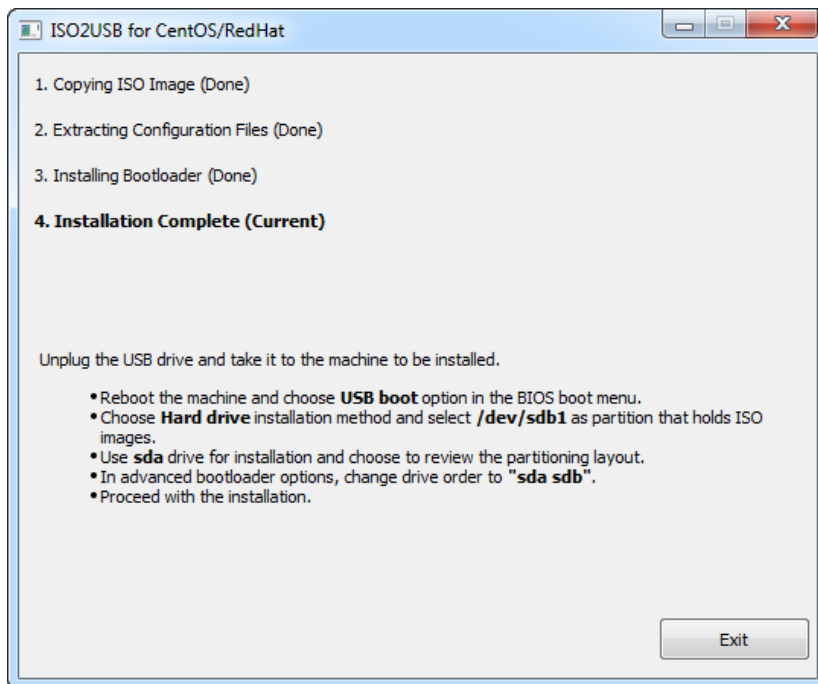 ISO2USB for CentOS/RedHat
1. Copying ISO Image (Done)
2. Extracting Configuration Files (Done)
3. Installing Bootloader (Done)
4. Installation Complete (Current)
Unplug the USB drive and take it to the machine to be installed.
•Reboot the machine and choose USB boot option in the BIOS boot menu.
•Choose Hard drive installation method and select /dev/sdb1 as partition that holds ISO
images.
•Use sda drive for installation and choose to review the partitioning layout.
•In advanced bootloader options, change drive order to "sda sdb".
•Proceed with the installation.
Exit